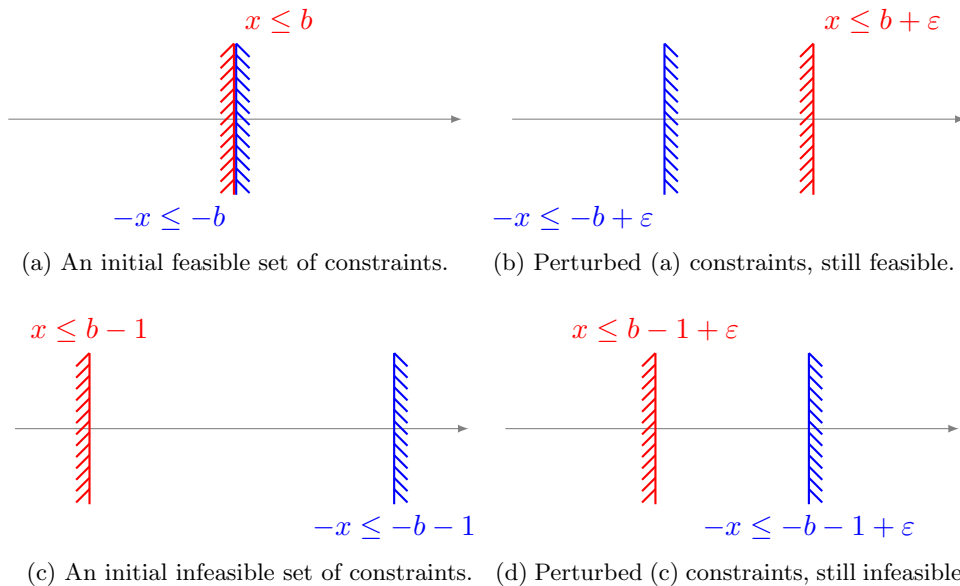 x ≤ b
x ≤ b + ε
−x ≤ −b
−x ≤ −b + ε
(a) An initial feasible set of constraints.
(b) Perturbed (a) constraints, still feasible.
x ≤ b − 1
x ≤ b − 1 + ε
−x ≤ −b − 1
−x ≤ −b − 1 + ε
(c) An initial infeasible set of constraints.
(d) Perturbed (c) constraints, still infeasible